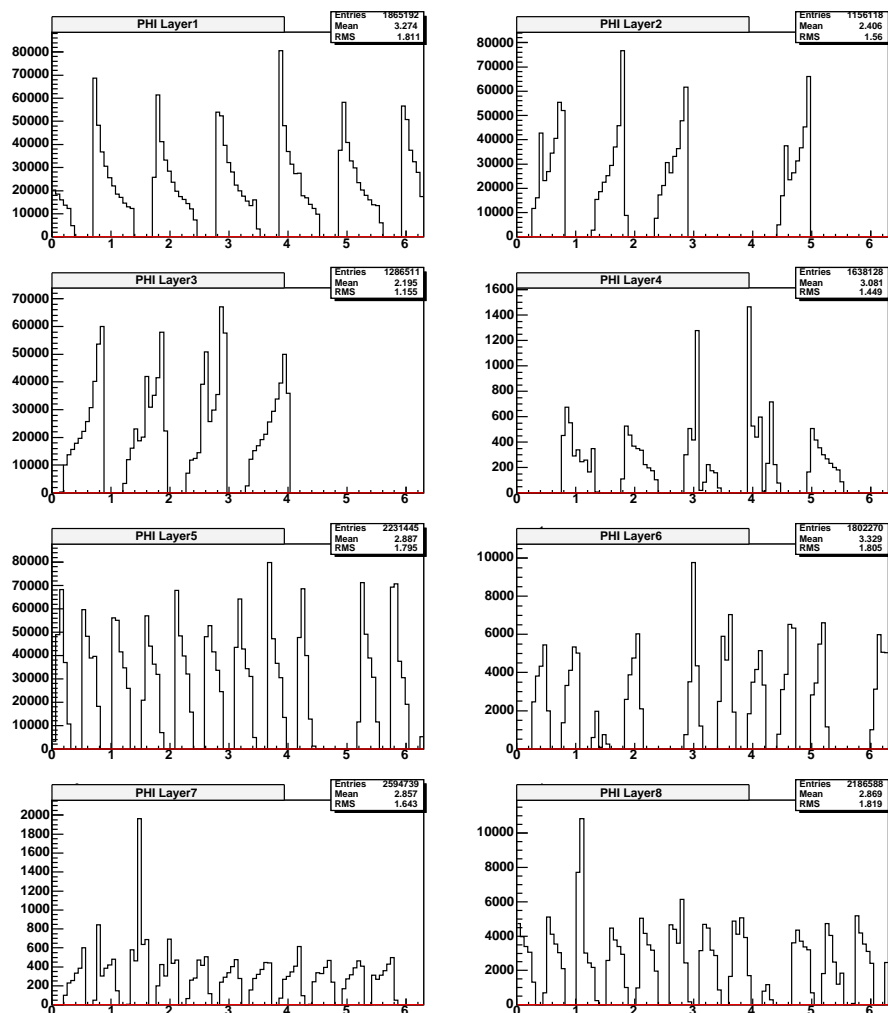 PHI Layer1
Entries 1865192
Mean 3.274
RMS 1.811
80000
70000
60000
50000
40000
30000
20000
10000
0
0 1 2 3 4 5 6
PHI Layer2
Entries 1156118
Mean 2.406
RMS 1.56
80000
70000
60000
50000
40000
30000
20000
10000
0
0 1 2 3 4 5 6
PHI Layer3
Entries 1286511
Mean 2.195
RMS 1.155
70000
60000
50000
40000
30000
20000
10000
0
0 1 2 3 4 5 6
PHI Layer4
Entries 1638128
Mean 3.081
RMS 1.449
1600
1400
1200
1000
800
600
400
200
0
0 1 2 3 4 5 6
PHI Layer5
Entries 2231445
Mean 2.887
RMS 1.795
80000
70000
60000
50000
40000
30000
20000
10000
0
0 1 2 3 4 5 6
PHI Layer6
Entries 1802270
Mean 3.329
RMS 1.805
10000
8000
6000
4000
2000
0
0 1 2 3 4 5 6
PHI Layer7
Entries 2594739
Mean 2.857
RMS 1.643
2000
1800
1600
1400
1200
1000
800
600
400
200
0
0 1 2 3 4 5 6
PHI Layer8
Entries 2186588
Mean 2.869
RMS 1.819
10000
8000
6000
4000
2000
0
0 1 2 3 4 5 6